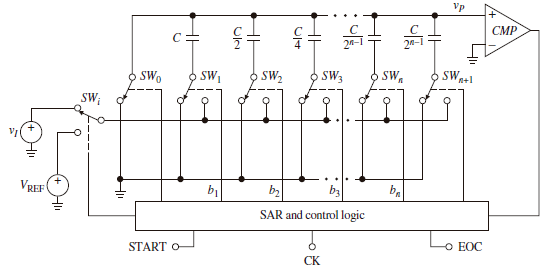 v_P
+
CMP
−
C
C/2
C/4
C/2^{n−1}
C/2^{n−1}
SW_0
SW_1
SW_2
SW_3
SW_n
SW_{n+1}
SW_i
v_I
+
V_REF
+
b_1
b_2
b_3
b_n
SAR and control logic
START
CK
EOC